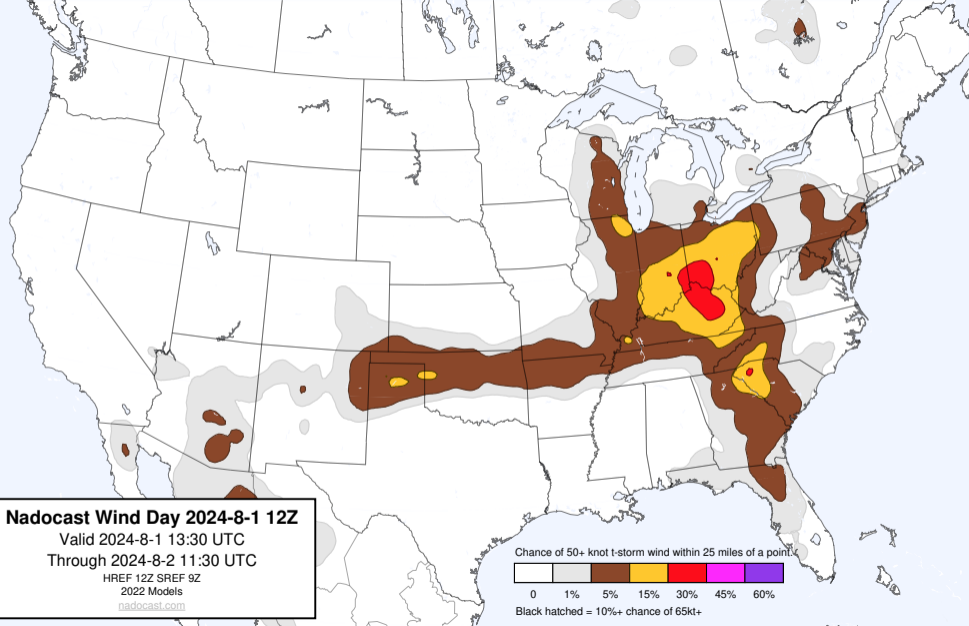 Nadocast Wind Day 2024-8-1 12Z
Valid 2024-8-1 13:30 UTC
Through 2024-8-2 11:30 UTC
HREF 12Z SREF 9Z
2022 Models
nadocast.com
Chance of 50+ knot t-storm wind within 25 miles of a point.
0 1% 5% 15% 30% 45% 60%
Black hatched = 10%+ chance of 65kt+